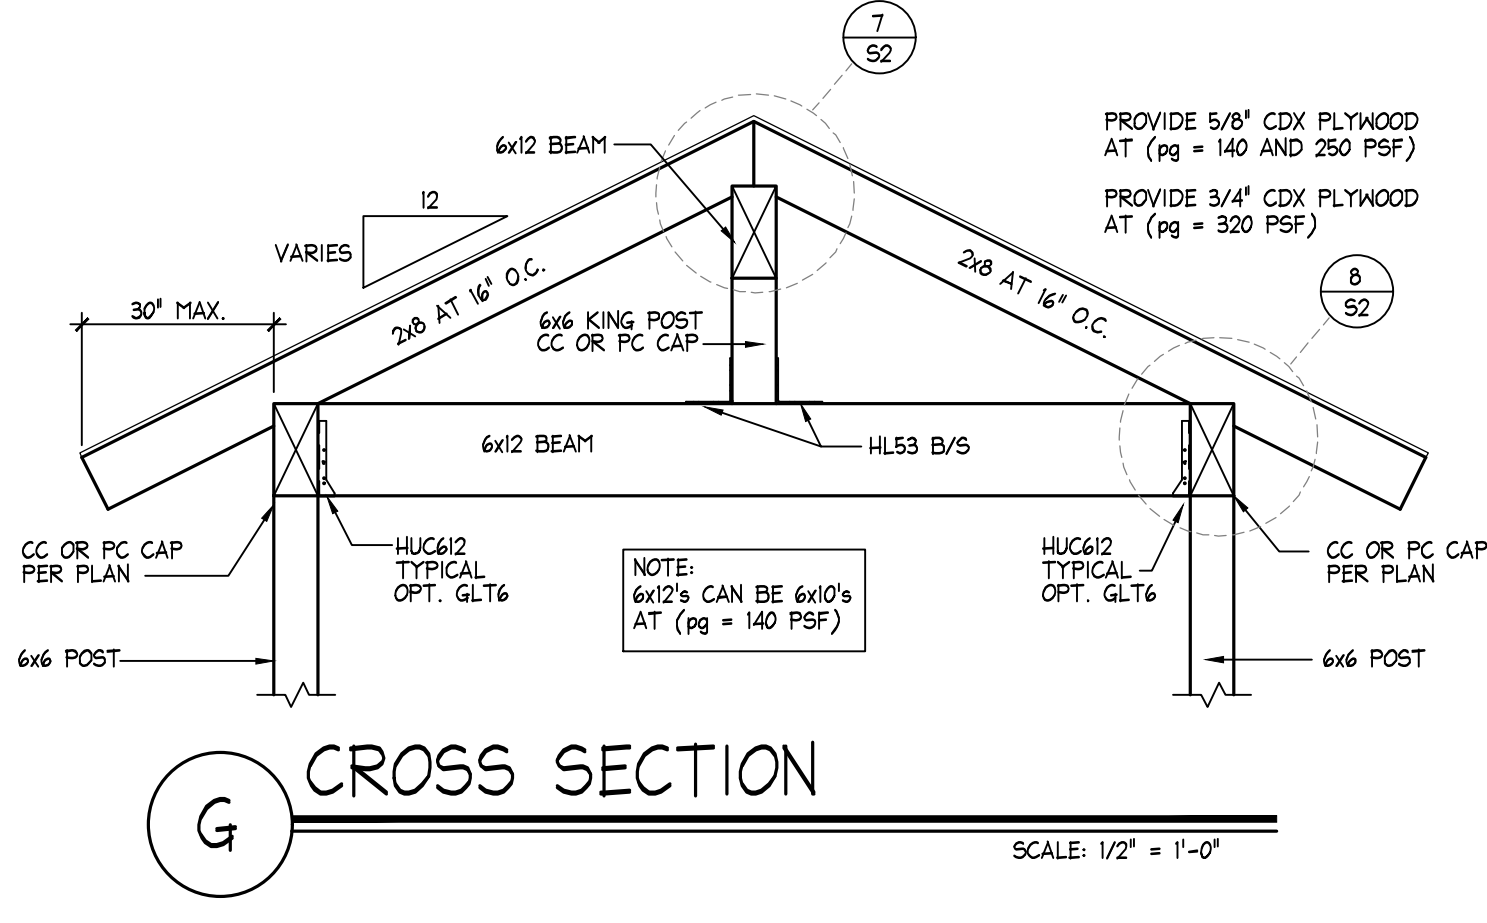 7
S2
PROVIDE 5/8" CDX PLYWOOD
AT (pg = 140 AND 250 PSF)
PROVIDE 3/4" CDX PLYWOOD
AT (pg = 320 PSF)
6x12 BEAM
12
VARIES
30" MAX.
2x8 AT 16" O.C.
2x8 AT 16" O.C.
8
S2
6x6 KING POST
CC OR PC CAP
6x12 BEAM
HL53 B/S
CC OR PC CAP
PER PLAN
HUC612
TYPICAL
OPT. GLT6
NOTE:
6x12's CAN BE 6x10's
AT (pg = 140 PSF)
HUC612
TYPICAL
OPT. GLT6
CC OR PC CAP
PER PLAN
6x6 POST
6x6 POST
G
CROSS SECTION
SCALE: 1/2" = 1'-0"